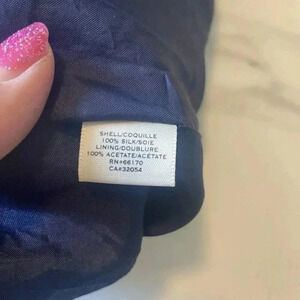 SHELL/COQUILLE
100% SILK/SOIE
LINING/DOUBLURE
100% ACETATE/ACÉTATE
RN#66170
CA#32054